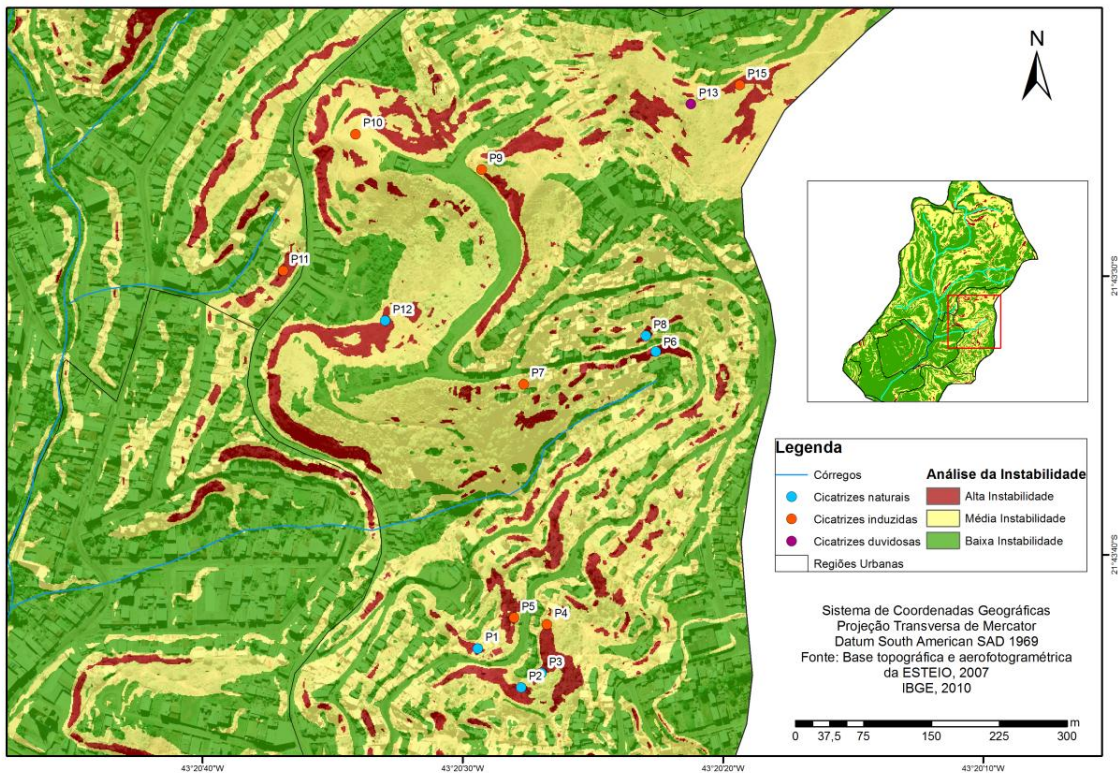 N
P15
P13
P10
P9
P11
P12
P8
P6
P7
P5
P4
P1
P3
P2
21°43'30"S
21°43'40"S
43°20'40"W
43°20'30"W
43°20'20"W
43°20'10"W
Legenda
Córregos
Cicatrizes naturais
Cicatrizes induzidas
Cicatrizes duvidosas
Regiões Urbanas
Análise da Instabilidade
Alta Instabilidade
Média Instabilidade
Baixa Instabilidade
Sistema de Coordenadas Geográficas
Projeção Transversa de Mercator
Datum South American SAD 1969
Fonte: Base topográfica e aerofotogramétrica
da ESTEIO, 2007
IBGE, 2010
m
0 37,5 75 150 225 300